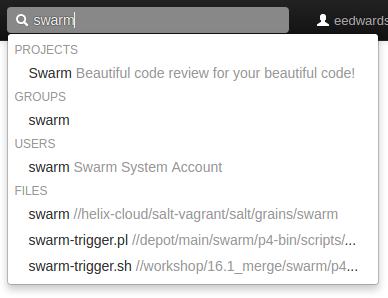 swarm
eedwards
PROJECTS
Swarm Beautiful code review for your beautiful code!
GROUPS
swarm
USERS
swarm Swarm System Account
FILES
swarm //helix-cloud/salt-vagrant/salt/grains/swarm
swarm-trigger.pl //depot/main/swarm/p4-bin/scripts/...
swarm-trigger.sh //workshop/16.1_merge/swarm/p4...